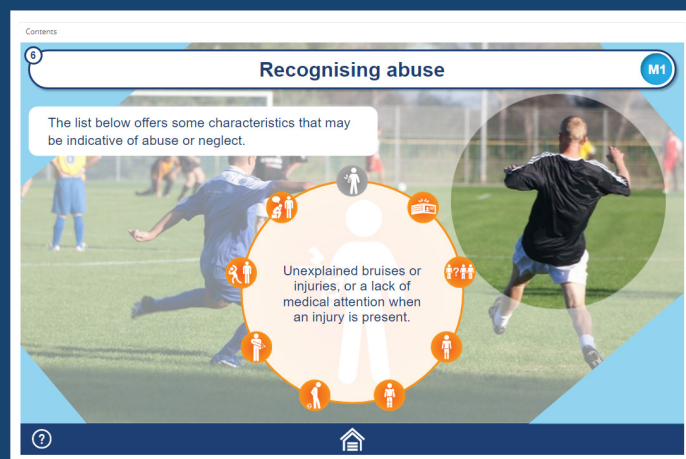 Contents
6
Recognising abuse
M1
The list below offers some characteristics that may
be indicative of abuse or neglect.
?
Unexplained bruises or
injuries, or a lack of
medical attention when
an injury is present.
?